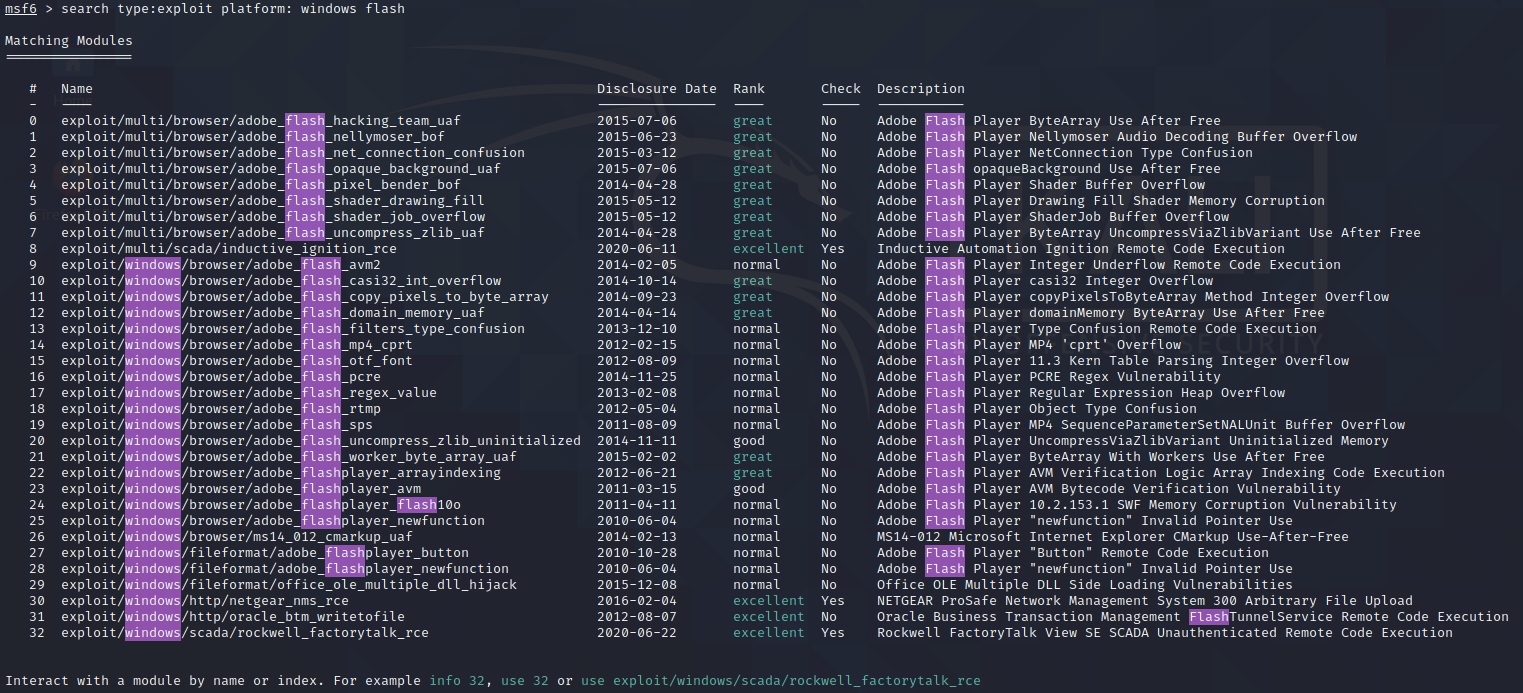 msf6 > search type:exploit platform: windows flash
Matching Modules
================
# Name Disclosure Date Rank Check Description
- ---- --------------- ---- ----- -----------
0 exploit/multi/browser/adobe_flash_hacking_team_uaf 2015-07-06 great No Adobe Flash Player ByteArray Use After Free
1 exploit/multi/browser/adobe_flash_nellymoser_bof 2015-06-23 great No Adobe Flash Player Nellymoser Audio Decoding Buffer Overflow
2 exploit/multi/browser/adobe_flash_net_connection_confusion 2015-03-12 great No Adobe Flash Player NetConnection Type Confusion
3 exploit/multi/browser/adobe_flash_opaque_background_uaf 2015-07-06 great No Adobe Flash opaqueBackground Use After Free
4 exploit/multi/browser/adobe_flash_pixel_bender_bof 2014-04-28 great No Adobe Flash Player Shader Buffer Overflow
5 exploit/multi/browser/adobe_flash_shader_drawing_fill 2015-05-12 great No Adobe Flash Player Drawing Fill Shader Memory Corruption
6 exploit/multi/browser/adobe_flash_shader_job_overflow 2015-05-12 great No Adobe Flash Player ShaderJob Buffer Overflow
7 exploit/multi/browser/adobe_flash_uncompress_zlib_uaf 2014-04-28 great No Adobe Flash Player ByteArray UncompressViaZlibVariant Use After Free
8 exploit/multi/scada/inductive_ignition_rce 2020-06-11 excellent Yes Inductive Automation Ignition Remote Code Execution
9 exploit/windows/browser/adobe_flash_avm2 2014-02-05 normal No Adobe Flash Player Integer Underflow Remote Code Execution
10 exploit/windows/browser/adobe_flash_casi32_int_overflow 2014-10-14 great No Adobe Flash Player casi32 Integer Overflow
11 exploit/windows/browser/adobe_flash_copy_pixels_to_byte_array 2014-09-23 great No Adobe Flash Player copyPixelsToByteArray Method Integer Overflow
12 exploit/windows/browser/adobe_flash_domain_memory_uaf 2014-04-14 great No Adobe Flash Player domainMemory ByteArray Use After Free
13 exploit/windows/browser/adobe_flash_filters_type_confusion 2013-12-10 normal No Adobe Flash Player Type Confusion Remote Code Execution
14 exploit/windows/browser/adobe_flash_mp4_cprt 2012-02-15 normal No Adobe Flash Player MP4 'cprt' Overflow
15 exploit/windows/browser/adobe_flash_otf_font 2012-08-09 normal No Adobe Flash Player 11.3 Kern Table Parsing Integer Overflow
16 exploit/windows/browser/adobe_flash_pcre 2014-11-25 normal No Adobe Flash Player PCRE Regex Vulnerability
17 exploit/windows/browser/adobe_flash_regex_value 2013-02-08 normal No Adobe Flash Player Regular Expression Heap Overflow
18 exploit/windows/browser/adobe_flash_rtmp 2012-05-04 normal No Adobe Flash Player Object Type Confusion
19 exploit/windows/browser/adobe_flash_sps 2011-08-09 normal No Adobe Flash Player MP4 SequenceParameterSetNALUnit Buffer Overflow
20 exploit/windows/browser/adobe_flash_uncompress_zlib_uninitialized 2014-11-11 good No Adobe Flash Player UncompressViaZlibVariant Uninitialized Memory
21 exploit/windows/browser/adobe_flash_worker_byte_array_uaf 2015-02-02 great No Adobe Flash Player ByteArray With Workers Use After Free
22 exploit/windows/browser/adobe_flashplayer_arrayindexing 2012-06-21 great No Adobe Flash Player AVM Verification Logic Array Indexing Code Execution
23 exploit/windows/browser/adobe_flashplayer_avm 2011-03-15 good No Adobe Flash Player AVM Bytecode Verification Vulnerability
24 exploit/windows/browser/adobe_flashplayer_flash10o 2011-04-11 normal No Adobe Flash Player 10.2.153.1 SWF Memory Corruption Vulnerability
25 exploit/windows/browser/adobe_flashplayer_newfunction 2010-06-04 normal No Adobe Flash Player "newfunction" Invalid Pointer Use
26 exploit/windows/browser/ms14_012_cmarkup_uaf 2014-02-13 normal No MS14-012 Microsoft Internet Explorer CMarkup Use-After-Free
27 exploit/windows/fileformat/adobe_flashplayer_button 2010-10-28 normal No Adobe Flash Player "Button" Remote Code Execution
28 exploit/windows/fileformat/adobe_flashplayer_newfunction 2010-06-04 normal No Adobe Flash Player "newfunction" Invalid Pointer Use
29 exploit/windows/fileformat/office_ole_multiple_dll_hijack 2015-12-08 normal No Office OLE Multiple DLL Side Loading Vulnerabilities
30 exploit/windows/http/netgear_nms_rce 2016-02-04 excellent Yes NETGEAR ProSafe Network Management System 300 Arbitrary File Upload
31 exploit/windows/http/oracle_btm_writetofile 2012-08-07 excellent No Oracle Business Transaction Management FlashTunnelService Remote Code Execution
32 exploit/windows/scada/rockwell_factorytalk_rce 2020-06-22 excellent Yes Rockwell FactoryTalk View SE SCADA Unauthenticated Remote Code Execution
Interact with a module by name or index. For example info 32, use 32 or use exploit/windows/scada/rockwell_factorytalk_rce